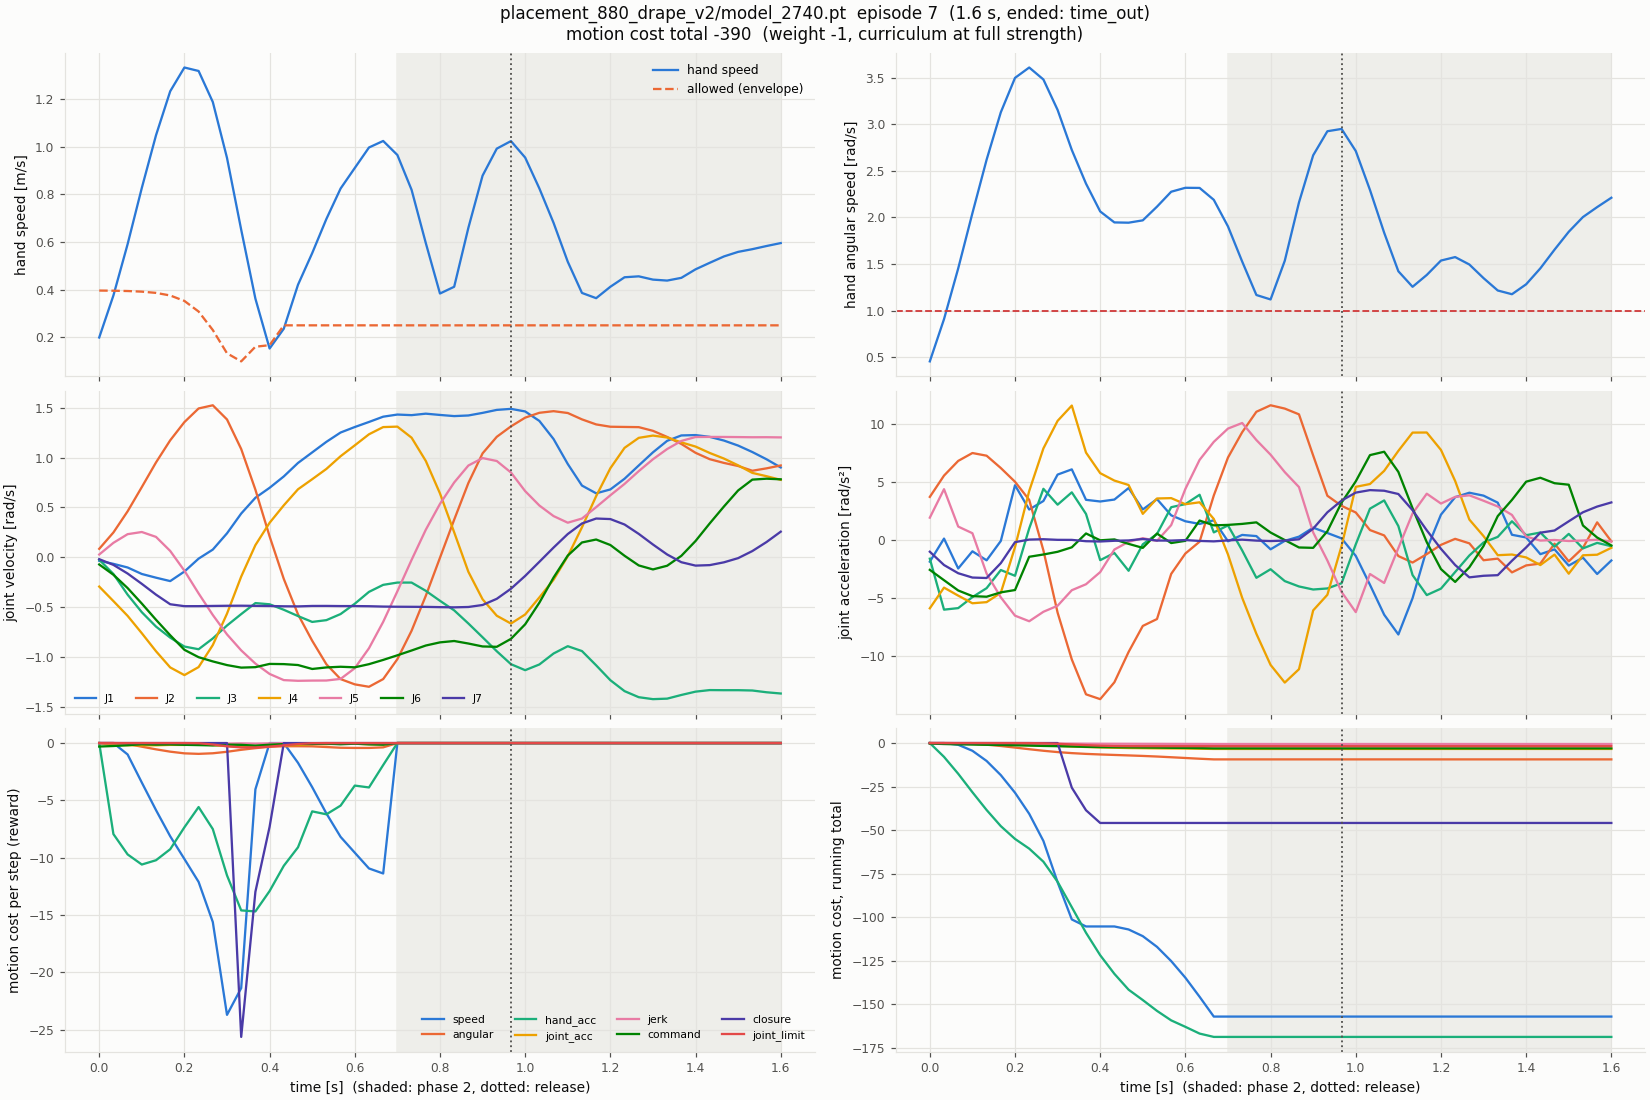 placement_880_drape_v2/model_2740.pt  episode 7  (1.6 s, ended: time_out)
motion cost total -390  (weight -1, curriculum at full strength)
hand speed [m/s]
1.2
1.0
0.8
0.6
0.4
0.2
hand speed
allowed (envelope)
hand angular speed [rad/s]
3.5
3.0
2.5
2.0
1.5
1.0
0.5
joint velocity [rad/s]
1.5
1.0
0.5
0.0
−0.5
−1.0
−1.5
J1 J2 J3 J4 J5 J6 J7
joint acceleration [rad/s²]
10
5
0
−5
−10
motion cost per step (reward)
0
−5
−10
−15
−20
−25
speed hand_acc jerk closure
angular joint_acc command joint_limit
0.0 0.2 0.4 0.6 0.8 1.0 1.2 1.4 1.6
time [s]  (shaded: phase 2, dotted: release)
motion cost, running total
0
−25
−50
−75
−100
−125
−150
−175
0.0 0.2 0.4 0.6 0.8 1.0 1.2 1.4 1.6
time [s]  (shaded: phase 2, dotted: release)